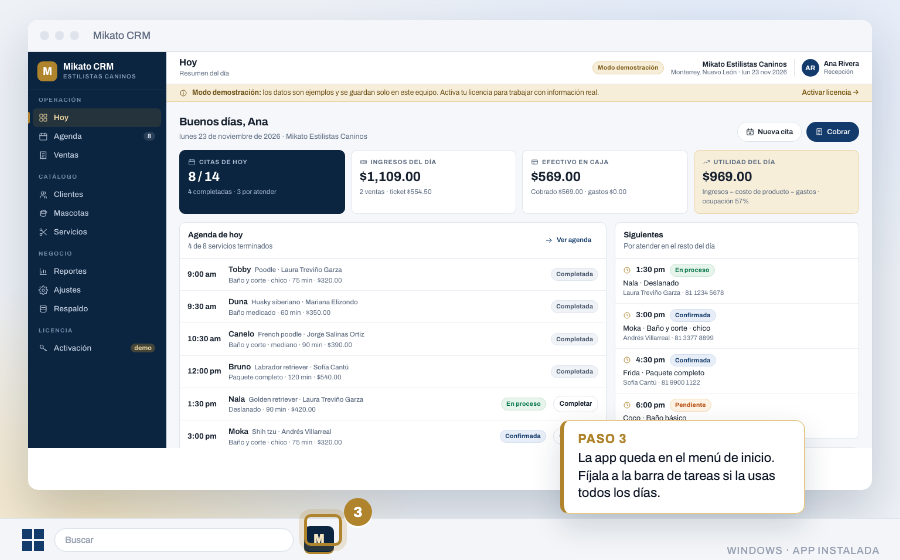 Mikato CRM
M
Mikato CRM
ESTILISTAS CANINOS
OPERACIÓN
Hoy
Agenda
8
Ventas
CATÁLOGO
Clientes
Mascotas
Servicios
NEGOCIO
Reportes
Ajustes
Respaldo
LICENCIA
Activación
demo
Hoy
Resumen del día
Modo demostración
Mikato Estilistas Caninos
Monterrey, Nuevo León · lun 23 nov 2026
AR
Ana Rivera
Recepción
Modo demostración: los datos son ejemplos y se guardan solo en este equipo. Activa tu licencia para trabajar con información real.
Activar licencia →
Buenos días, Ana
lunes 23 de noviembre de 2026 · Mikato Estilistas Caninos
Nueva cita
Cobrar
CITAS DE HOY
8 / 14
4 completadas · 3 por atender
INGRESOS DEL DÍA
$1,109.00
2 ventas · ticket $554.50
EFECTIVO EN CAJA
$569.00
Cobrado $569.00 · gastos $0.00
UTILIDAD DEL DÍA
$969.00
Ingresos − costo de producto − gastos ·
ocupación 57%
Agenda de hoy
4 de 8 servicios terminados
→ Ver agenda
9:00 am
Tobby Poodle · Laura Treviño Garza
Baño y corte · chico · 75 min · $320.00
Completada
9:30 am
Duna Husky siberiano · Mariana Elizondo
Baño medicado · 60 min · $350.00
Completada
10:30 am
Canelo French poodle · Jorge Salinas Ortiz
Baño y corte · mediano · 90 min · $390.00
Completada
12:00 pm
Bruno Labrador retriever · Sofía Cantú
Paquete completo · 120 min · $540.00
Completada
1:30 pm
Nala Golden retriever · Laura Treviño Garza
Deslanado · 90 min · $420.00
En proceso
Completar
3:00 pm
Moka Shih tzu · Andrés Villarreal
Baño y corte · chico · 75 min · $320.00
Confirmada
Siguientes
Por atender en el resto del día
1:30 pm En proceso
Nala · Deslanado
Laura Treviño Garza · 81 1234 5678
3:00 pm Confirmada
Moka · Baño y corte · chico
Andrés Villarreal · 81 3377 8899
4:30 pm Confirmada
Frida · Paquete completo
Sofía Cantú · 81 9900 1122
6:00 pm Pendiente
Coco · Baño básico
PASO 3
La app queda en el menú de inicio.
Fíjala a la barra de tareas si la usas
todos los días.
Buscar
M
3
WINDOWS · APP INSTALADA